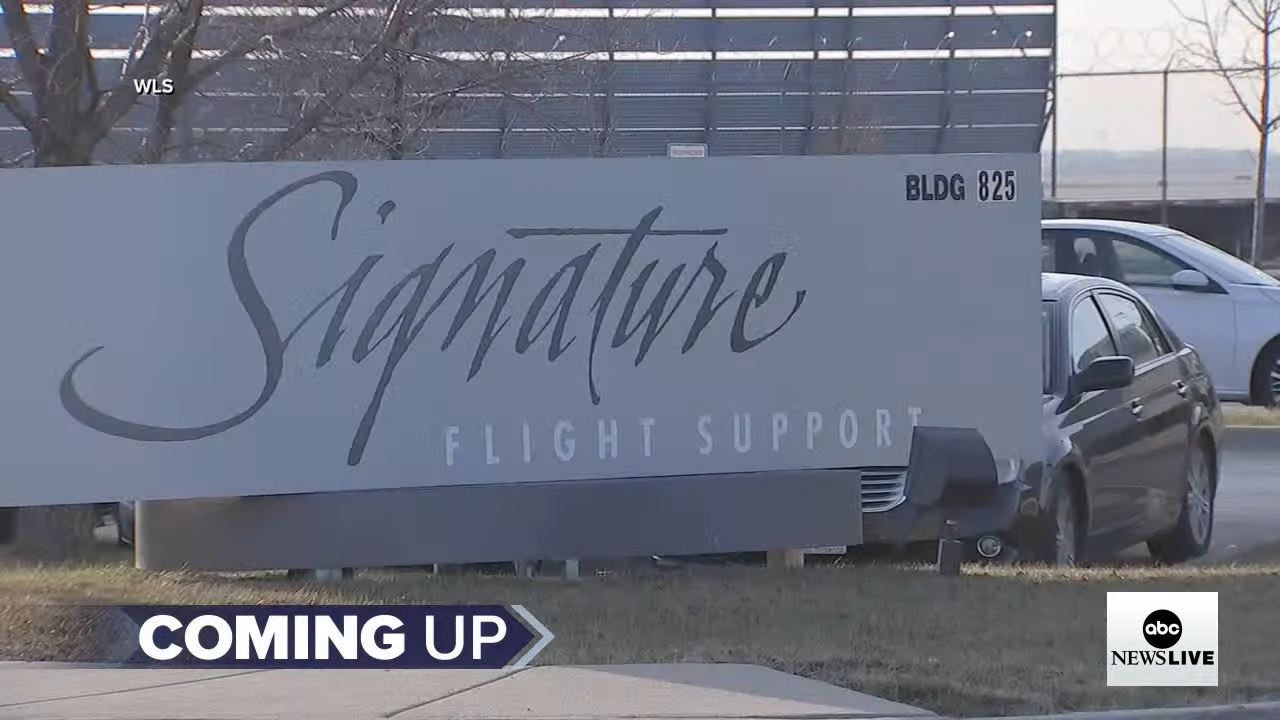 WLS
BLDG 825
Signature
FLIGHT SUPPORT
COMING UP
abc
NEWSLIVE